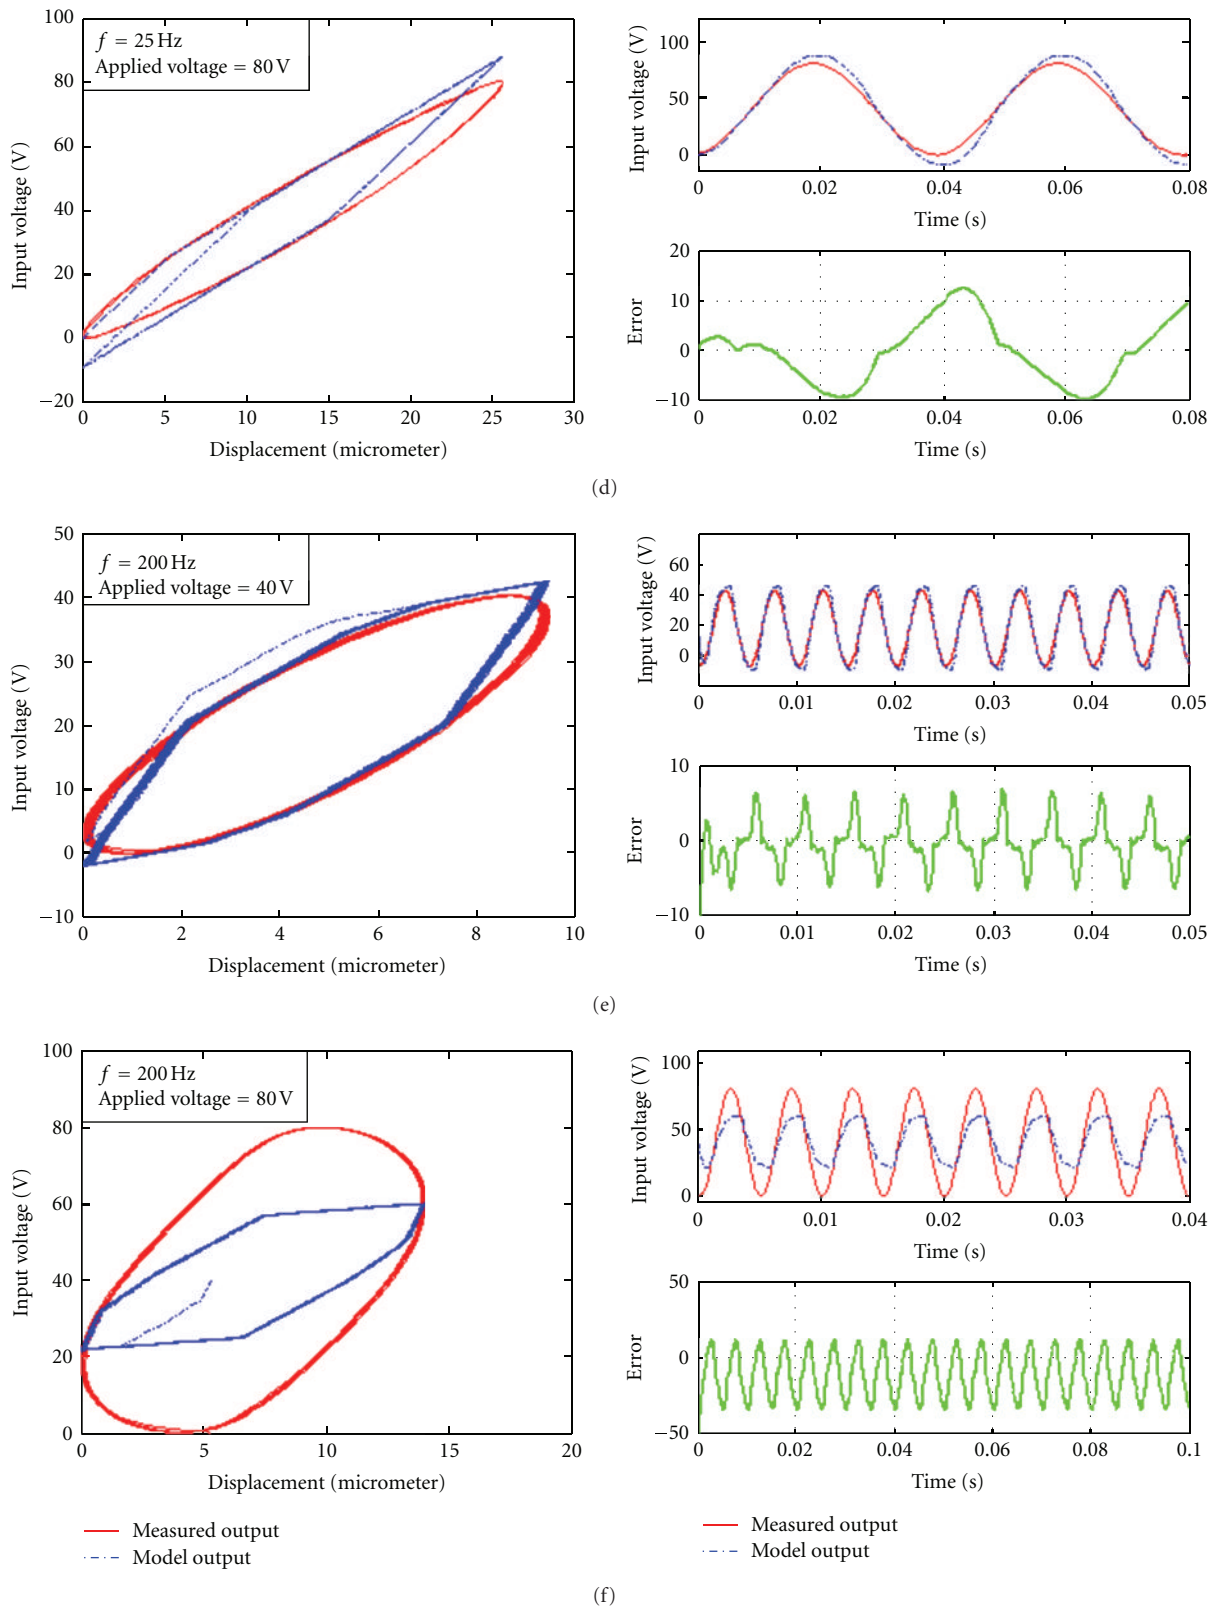 f = 25 Hz
Applied voltage = 80 V
Input voltage (V)
100
80
60
40
20
0
−20
0 5 10 15 20 25 30
Displacement (micrometer)
Input voltage (V)
100
50
0
0 0.02 0.04 0.06 0.08
Time (s)
Error
20
10
0
−10
0 0.02 0.04 0.06 0.08
Time (s)
(d)
f = 200 Hz
Applied voltage = 40 V
Input voltage (V)
50
40
30
20
10
0
−10
0 2 4 6 8 10
Displacement (micrometer)
Input voltage (V)
60
40
20
0
0 0.01 0.02 0.03 0.04 0.05
Time (s)
Error
10
0
−10
0 0.01 0.02 0.03 0.04 0.05
Time (s)
(e)
f = 200 Hz
Applied voltage = 80 V
Input voltage (V)
100
80
60
40
20
0
0 5 10 15 20
Displacement (micrometer)
Measured output
Model output
Input voltage (V)
100
50
0
0 0.01 0.02 0.03 0.04
Time (s)
Error
50
0
−50
0 0.02 0.04 0.06 0.08 0.1
Time (s)
Measured output
Model output
(f)